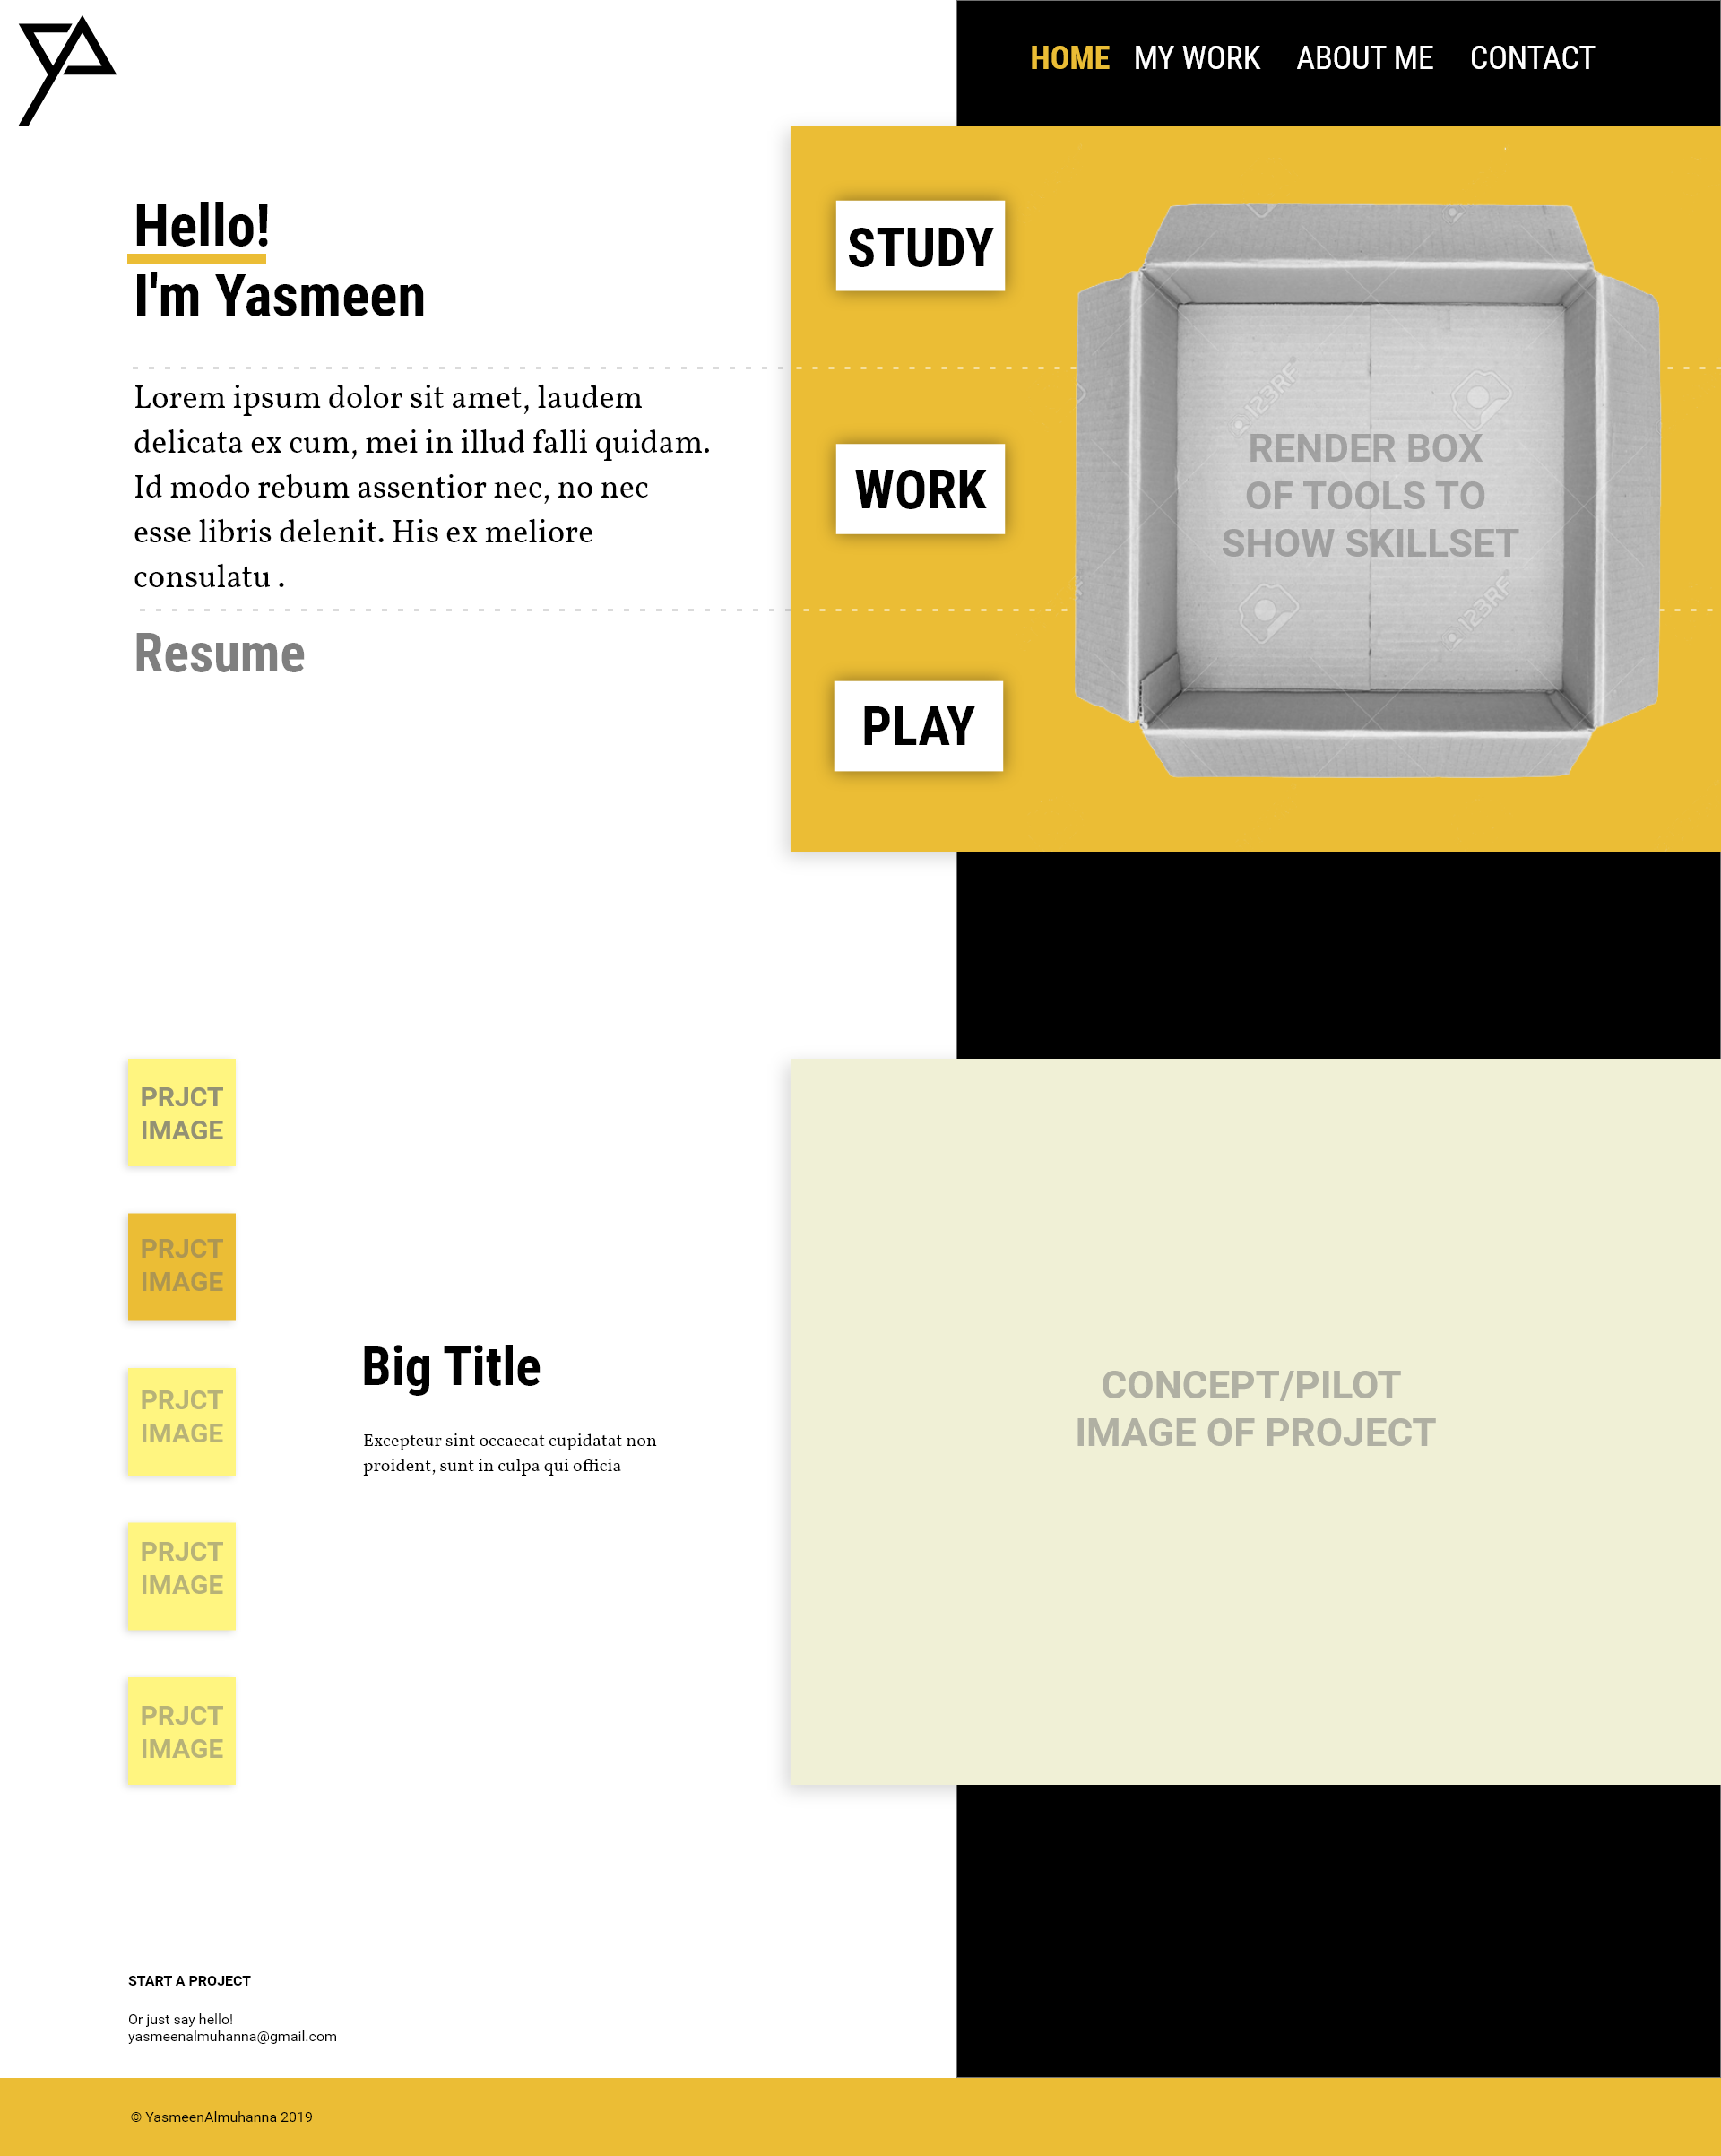 HOME MY WORK ABOUT ME CONTACT
Hello!
I'm Yasmeen
Lorem ipsum dolor sit amet, laudem
delicata ex cum, mei in illud falli quidam.
Id modo rebum assentior nec, no nec
esse libris delenit. His ex meliore
consulatu .
Resume
STUDY
WORK
PLAY
RENDER BOX
OF TOOLS TO
SHOW SKILLSET
123RF
123RF
PRJCT
IMAGE
PRJCT
IMAGE
PRJCT
IMAGE
PRJCT
IMAGE
PRJCT
IMAGE
Big Title
Excepteur sint occaecat cupidatat non
proident, sunt in culpa qui officia
CONCEPT/PILOT
IMAGE OF PROJECT
START A PROJECT
Or just say hello!
yasmeenalmuhanna@gmail.com
© YasmeenAlmuhanna 2019